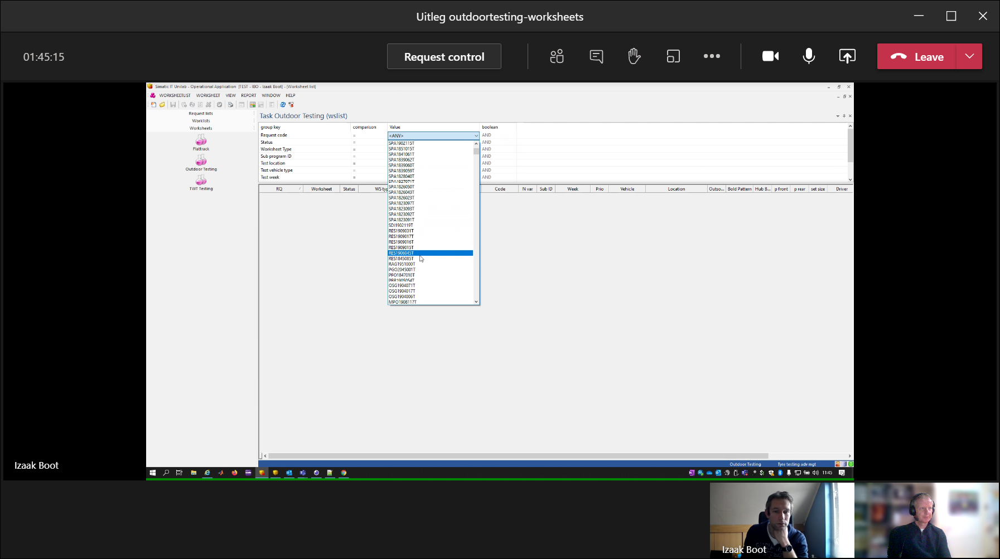 Uitleg outdoortesting-worksheets
01:45:15
Request control
Leave
Simatic IT Unilab - Operational Application [TEST - IBO - Izaak Boot] - [Worksheet list]
WORKSHEETLIST WORKSHEET VIEW REPORT WINDOW HELP
Request lists
Worklists
Worksheets
Flattrack
Outdoor Testing
TWT Testing
Task Outdoor Testing (wslist)
group key comparison Value boolean
Request code = <ANY> AND
Status = AND
Worksheet Type = AND
Sub program ID = AND
Test location = AND
Test vehicle type = AND
Test week = AND
SPA1902115T
SPA1851015T
SPA1841061T
SPA1839062T
SPA1839060T
SPA1839059T
SPA1828040T
SPA1827071T
SPA1826050T
SPA1826043T
SPA1826023T
SPA1823097T
SPA1823093T
SPA1823092T
SPA1823091T
SDI1902119T
RES1909031T
RES1909017T
RES1909016T
RES1909015T
RES1906045T
RES1845085T
RAG1951000T
PGO2045001T
PFO1847010T
PBR1905054T
OSG1904071T
OSG1904017T
OSG1904006T
MPO1908117T
RQ Worksheet Status WS typ Code N var Sub ID Week Prio Vehicle Location Outso... Bold Pattern Hub B... p front p rear set size Driver
Outdoor Testing Tyre testing adv mgt
11:45
Izaak Boot
Izaak Boot